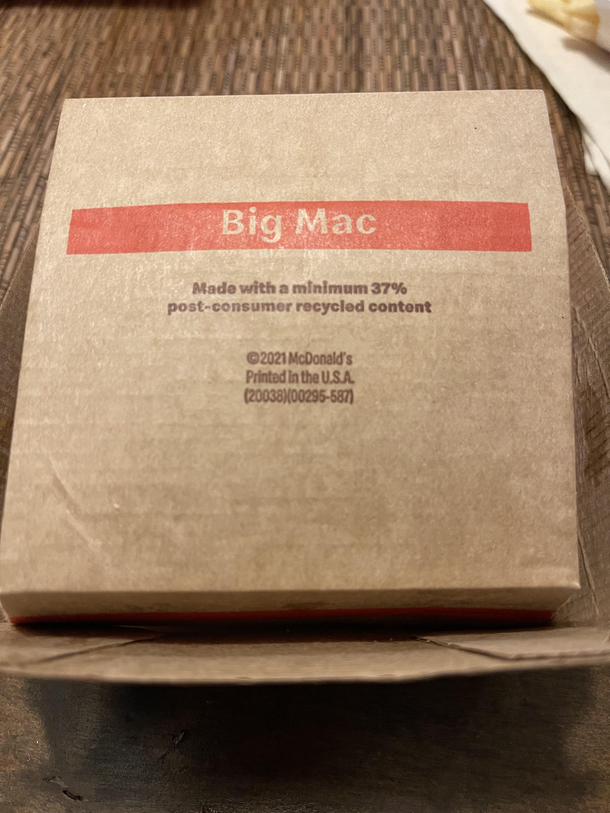 Big Mac
Made with a minimum 37%
post-consumer recycled content
©2021 McDonald's
Printed in the U.S.A.
(20038)(00295-587)